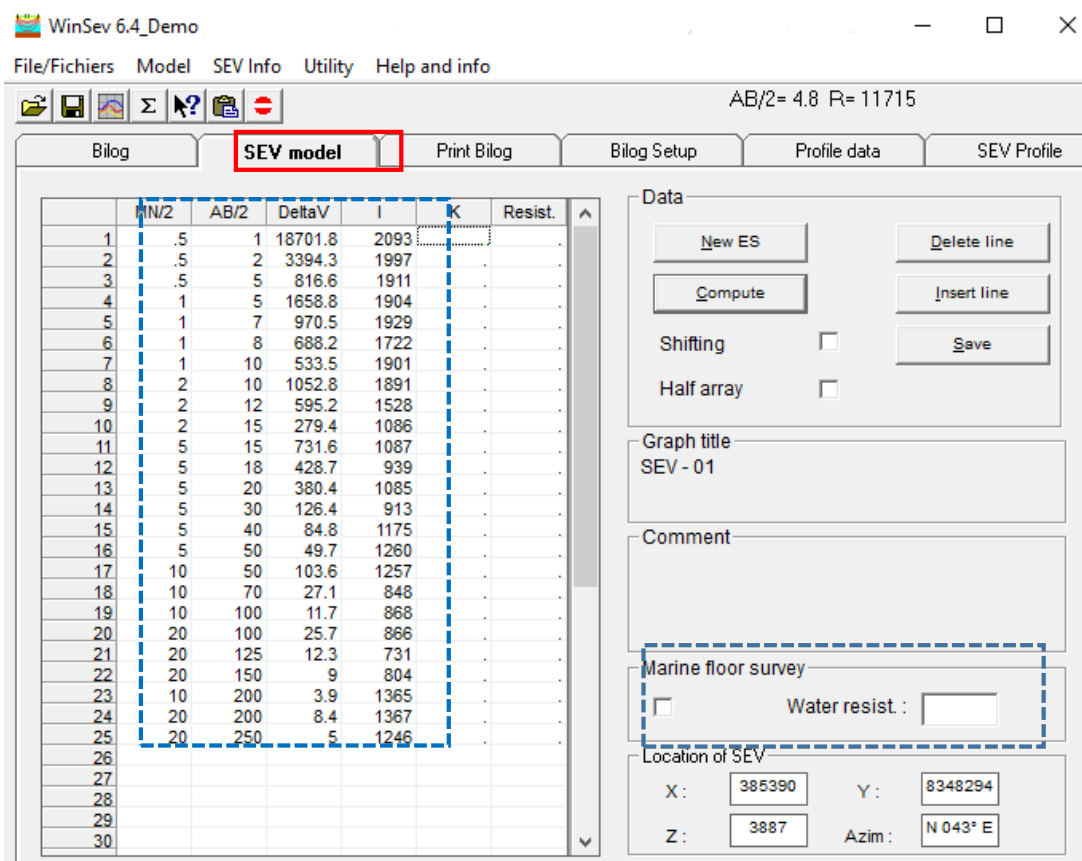 WinSev 6.4_Demo
File/Fichiers Model SEV Info Utility Help and info
AB/2= 4.8 R= 11715
Bilog SEV model Print Bilog Bilog Setup Profile data SEV Profile
MN/2 AB/2 DeltaV I K Resist.
1 .5 1 18701.8 2093 .
2 .5 2 3394.3 1997 . .
3 .5 5 816.6 1911 . .
4 1 5 1658.8 1904 . .
5 1 7 970.5 1929 . .
6 1 8 688.2 1722 . .
7 1 10 533.5 1901 . .
8 2 10 1052.8 1891 . .
9 2 12 595.2 1528 . .
10 2 15 279.4 1086 . .
11 5 15 731.6 1087 . .
12 5 18 428.7 939 . .
13 5 20 380.4 1085 . .
14 5 30 126.4 913 . .
15 5 40 84.8 1175 . .
16 5 50 49.7 1260 . .
17 10 50 103.6 1257 . .
18 10 70 27.1 848 . .
19 10 100 11.7 868 . .
20 20 100 25.7 866 . .
21 20 125 12.3 731 . .
22 20 150 9 804 . .
23 10 200 3.9 1365 . .
24 20 200 8.4 1367 . .
25 20 250 5 1246 . .
26
27
28
29
30
Data
New ES Delete line
Compute Insert line
Shifting Save
Half array
Graph title
SEV - 01
Comment
Marine floor survey
Water resist. :
Location of SEV
X : 385390 Y : 8348294
Z : 3887 Azim : N 043° E